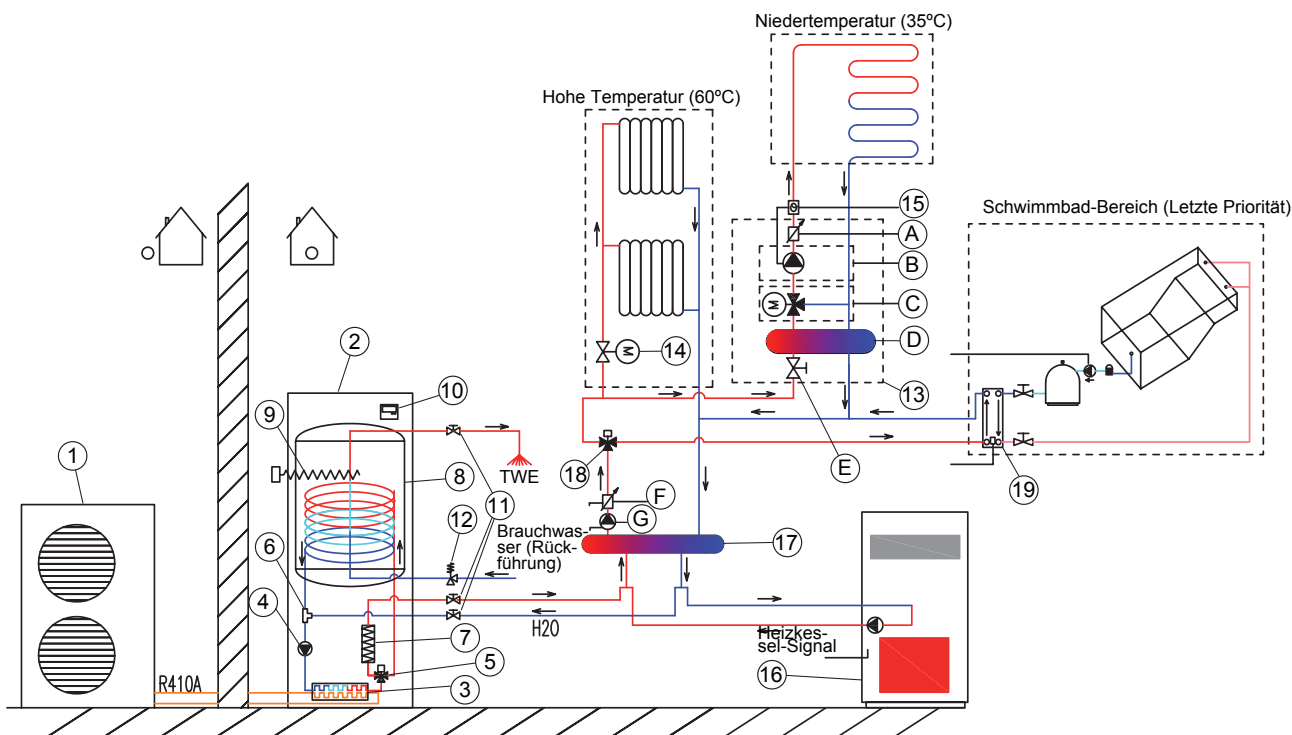 Niedertemperatur (35ºC)
Hohe Temperatur (60ºC)
Schwimmbad-Bereich (Letzte Priorität)
15
A
B
C
D
M
14
M
13
E
2
10
9
1
8
TWE
11
18
F
G
19
12
Brauchwas-
ser (Rück-
führung)
17
6
4
H2O
7
Heizkes-
sel-Signal
5
16
R410A
3